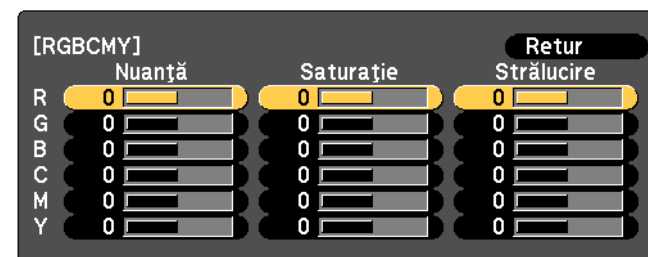 [RGBCMY] Retur
Nuanţă Saturaţie Strălucire
R 0 0 0
G 0 0 0
B 0 0 0
C 0 0 0
M 0 0 0
Y 0 0 0